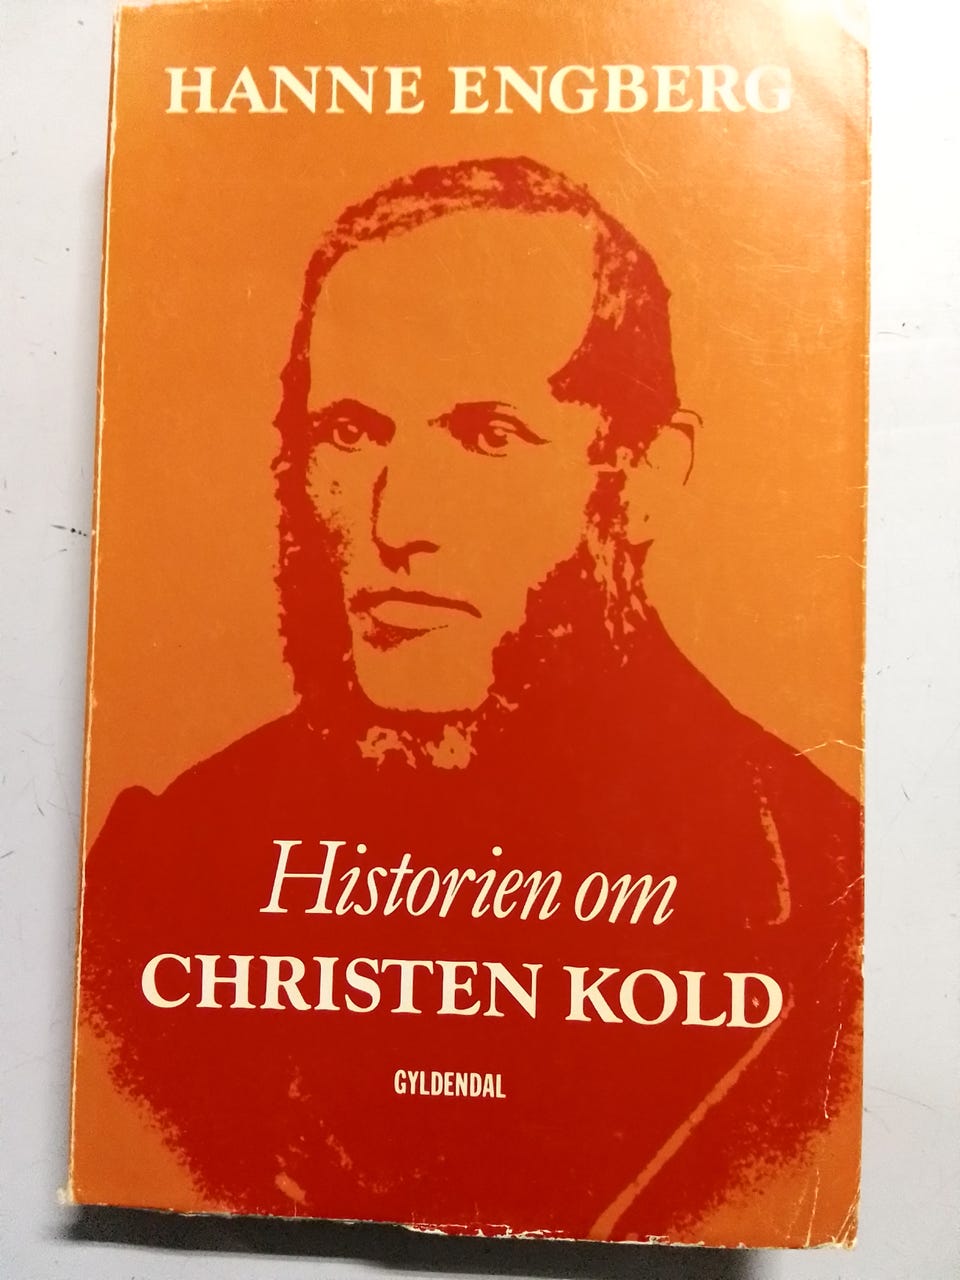 HANNE ENGBERG
Historien om
CHRISTEN KOLD
GYLDENDAL